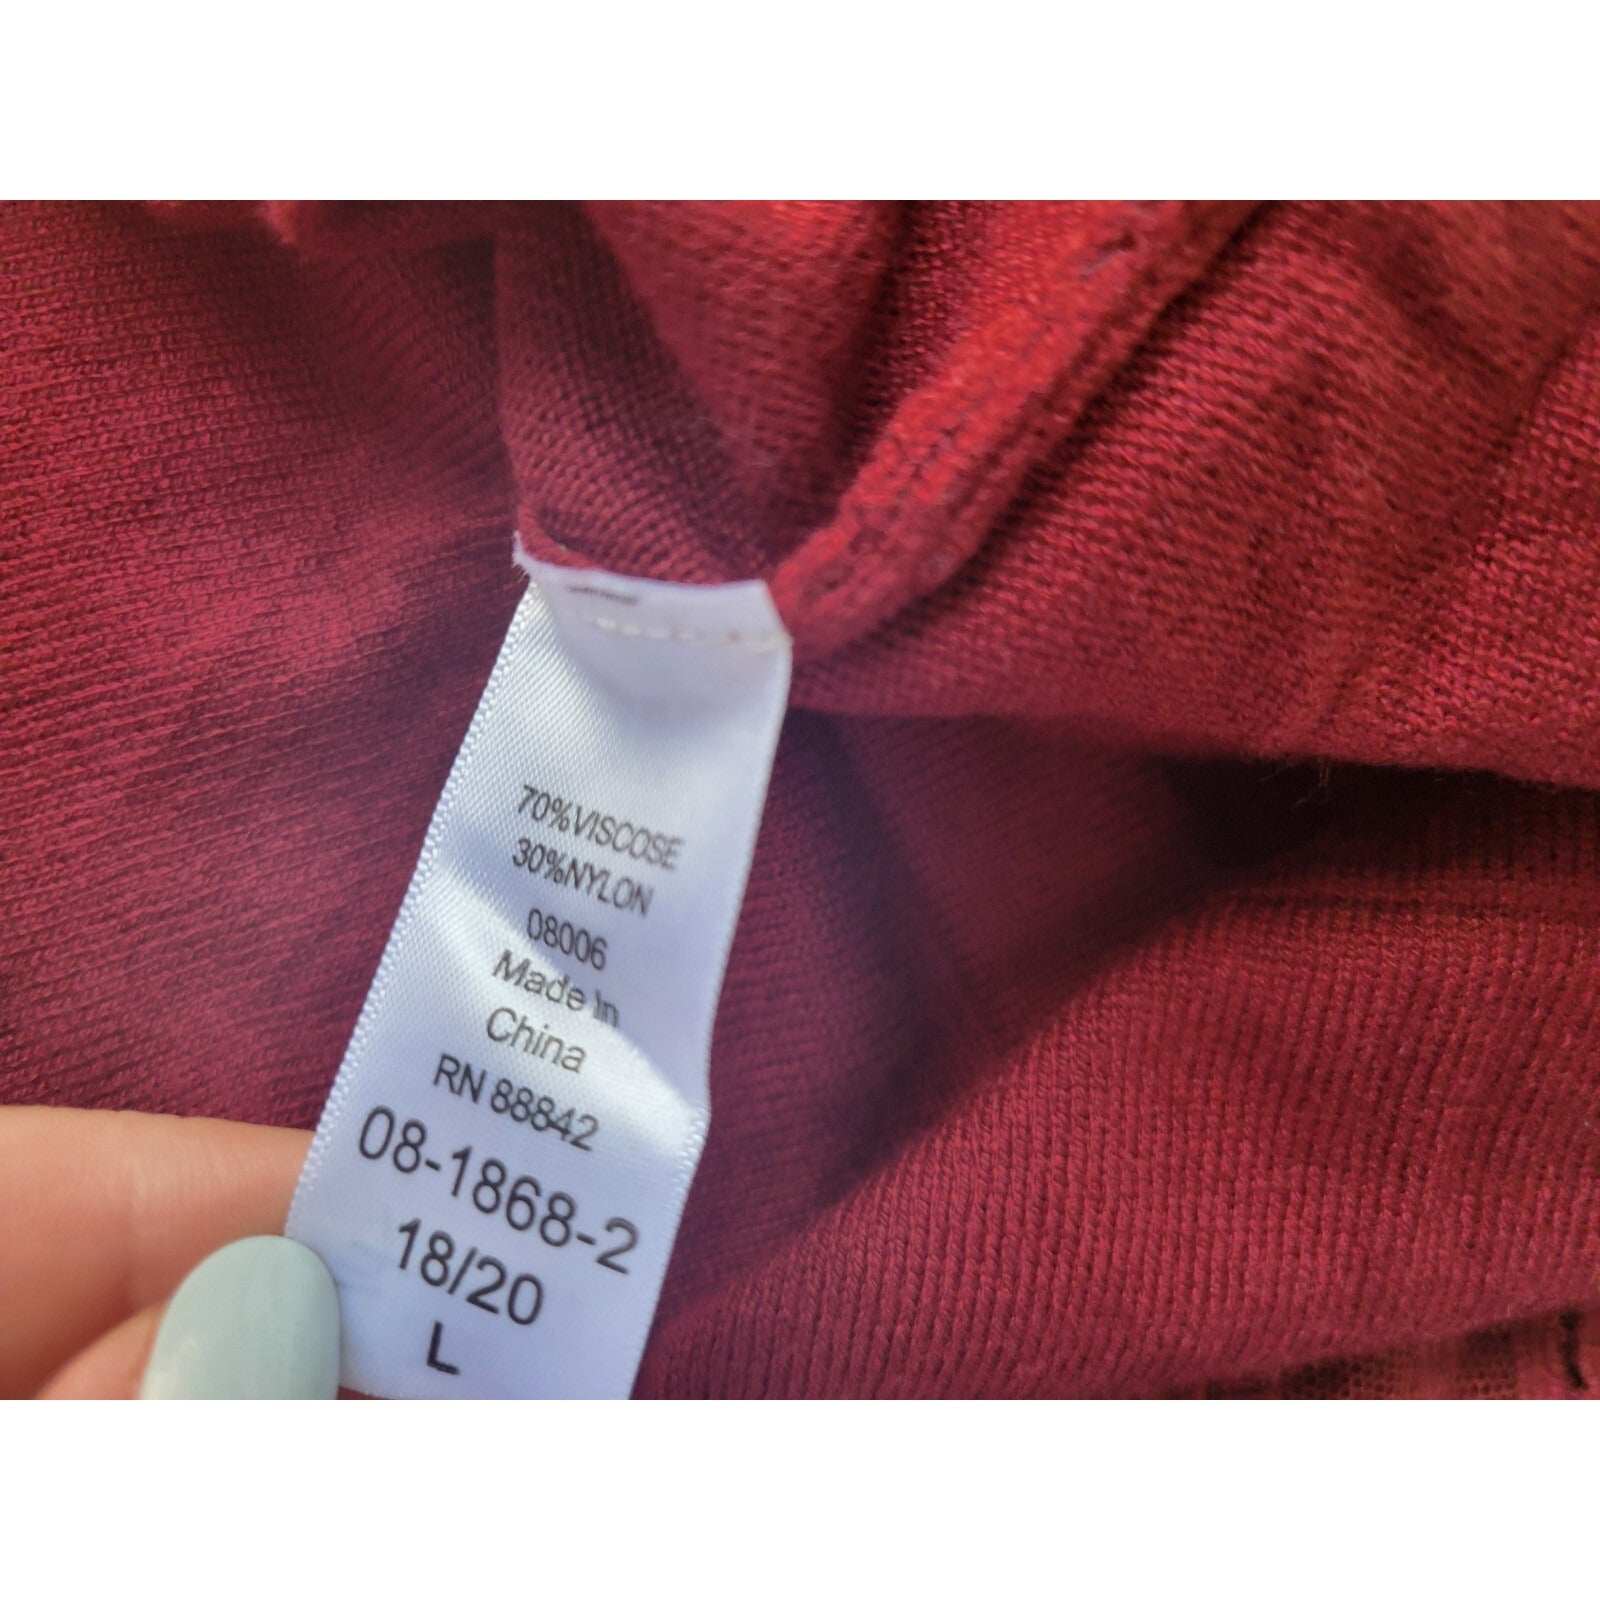 70%VISCOSE
30%NYLON
08006
Made in
China
RN 88842
08-1868-2
18/20
L